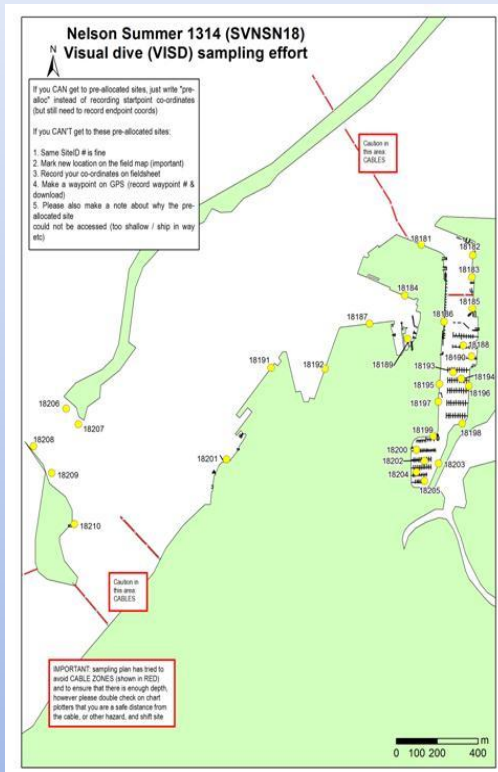 Nelson Summer 1314 (SVNSN18)
Visual dive (VISD) sampling effort
N
If you CAN get to pre-allocated sites, just write "pre-
alloc" instead of recording startpoint co-ordinates
(but still need to record endpoint coords)
If you CAN'T get to these pre-allocated sites:
1. Same SiteID # is fine
2. Mark new location on the field map (important)
3. Record your co-ordinates on fieldsheet
4. Make a waypoint on GPS (record waypoint # &
download)
5. Please also make a note about why the pre-
allocated site
could not be accessed (too shallow / ship in way
etc)
Caution in
this area:
CABLES
18181
18182
18183
18184
18185
18186
18187
18188
18189
18190
18191
18192
18193
18194
18195
18196
18197
18198
18199
18200
18201
18202
18203
18204
18205
18206
18207
18208
18209
18210
Caution in
this area:
CABLES
IMPORTANT: sampling plan has tried to
avoid CABLE ZONES (shown in RED)
and to ensure that there is enough depth,
however please double check on chart
plotters that you are a safe distance from
the cable, or other hazard, and shift site
m
0 100 200 400